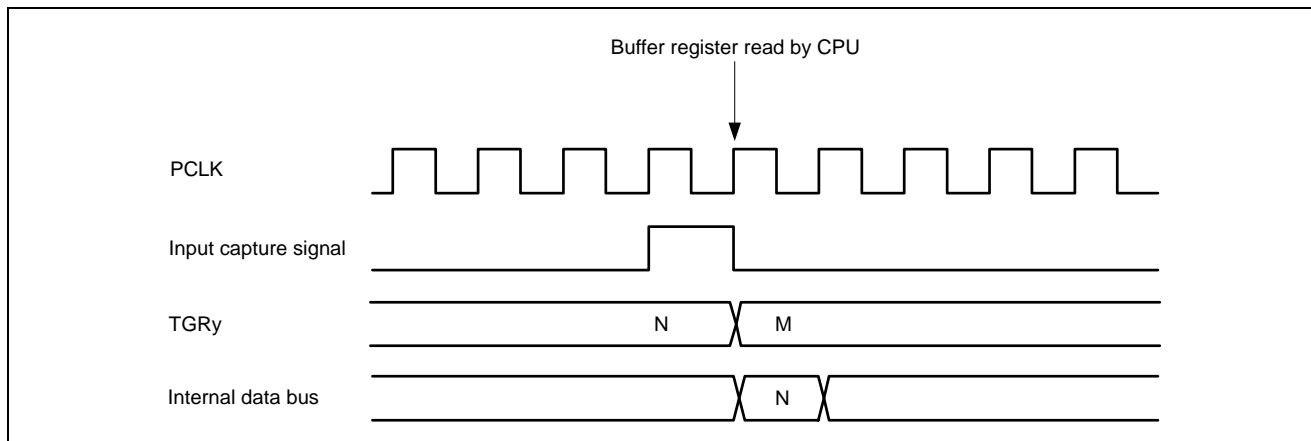 Buffer register read by CPU
PCLK
Input capture signal
TGRy
N
M
Internal data bus
N